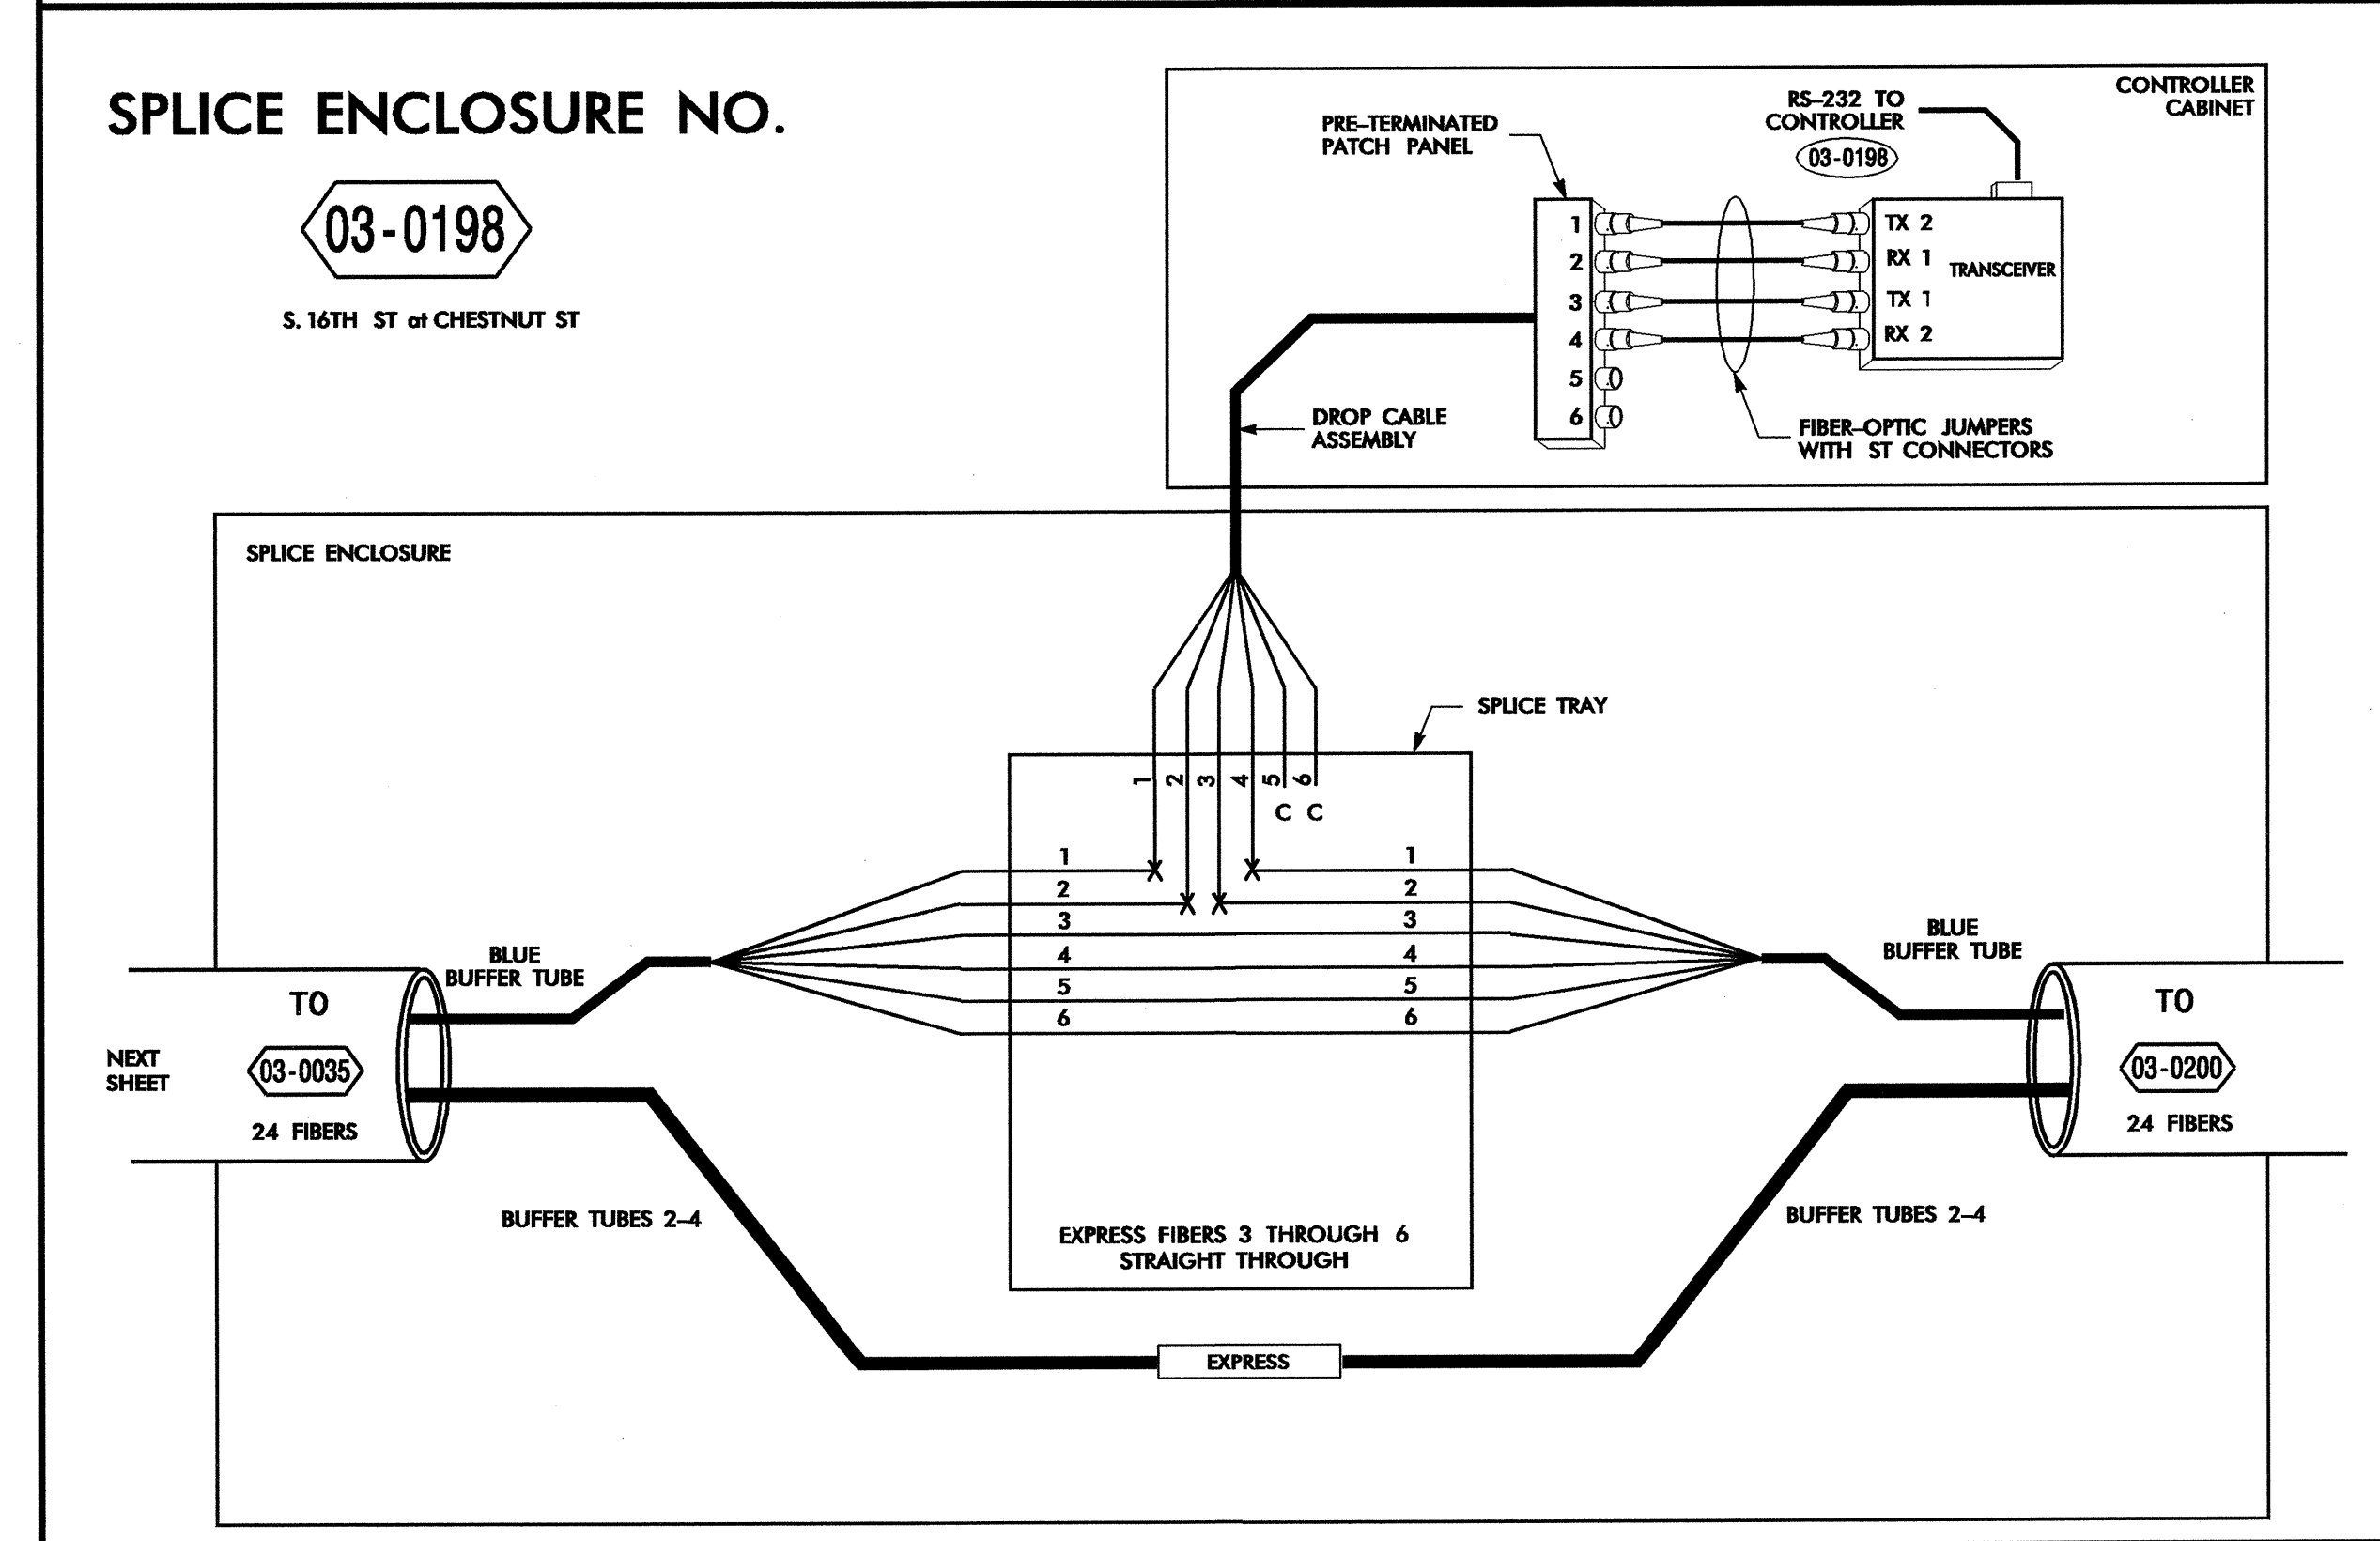 SPLICE ENCLOSURE NO.
03-0198
S. 16TH ST at CHESTNUT ST
CONTROLLER
CABINET
RS-232 TO
CONTROLLER
03-0198
PRE-TERMINATED
PATCH PANEL
1
2
3
4
5
6
TX 2
RX 1
TX 1
RX 2
TRANSCEIVER
DROP CABLE
ASSEMBLY
FIBER-OPTIC JUMPERS
WITH ST CONNECTORS
SPLICE ENCLOSURE
SPLICE TRAY
1 2 3 4 5 6
C C
1 1
2 2
3 3
4 4
5 5
6 6
BLUE
BUFFER TUBE
BLUE
BUFFER TUBE
TO
03-0035
24 FIBERS
NEXT
SHEET
TO
03-0200
24 FIBERS
BUFFER TUBES 2-4
BUFFER TUBES 2-4
EXPRESS FIBERS 3 THROUGH 6
STRAIGHT THROUGH
EXPRESS